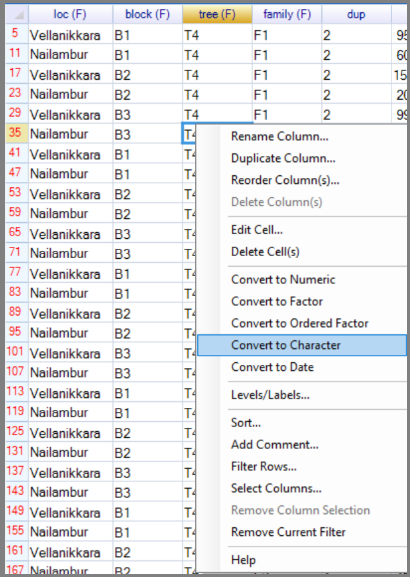 loc (F) block (B) tree (F) family (F) dup
5 Vellanikkara B1 T4 F1 2 95
11 Nailambur B1 T4 F1 2 60
17 Vellanikkara B2 T4 F1 2 15
23 Nailambur B2 T4 F1 2 20
29 Vellanikkara B3 T4 F1 2 99
35 Nailambur B3 T4
41 Vellanikkara B1 T4
47 Nailambur B1 T4
53 Vellanikkara B2 T4
59 Nailambur B2 T4
65 Vellanikkara B3 T4
71 Nailambur B3 T4
77 Vellanikkara B1 T4
83 Nailambur B1 T4
89 Vellanikkara B2 T4
95 Nailambur B2 T4
101 Vellanikkara B3 T4
107 Nailambur B3 T4
113 Vellanikkara B1 T4
119 Nailambur B1 T4
125 Vellanikkara B2 T4
131 Nailambur B2 T4
137 Vellanikkara B3 T4
143 Nailambur B3 T4
149 Vellanikkara B1 T4
155 Nailambur B1 T4
161 Vellanikkara B2 T4
167 Nailambur B2 T4
Rename Column...
Duplicate Column...
Reorder Column(s)...
Delete Column(s)
Edit Cell...
Delete Cell(s)
Convert to Numeric
Convert to Factor
Convert to Ordered Factor
Convert to Character
Convert to Date
Levels/Labels...
Sort...
Add Comment...
Filter Rows...
Select Columns...
Remove Column Selection
Remove Current Filter
Help